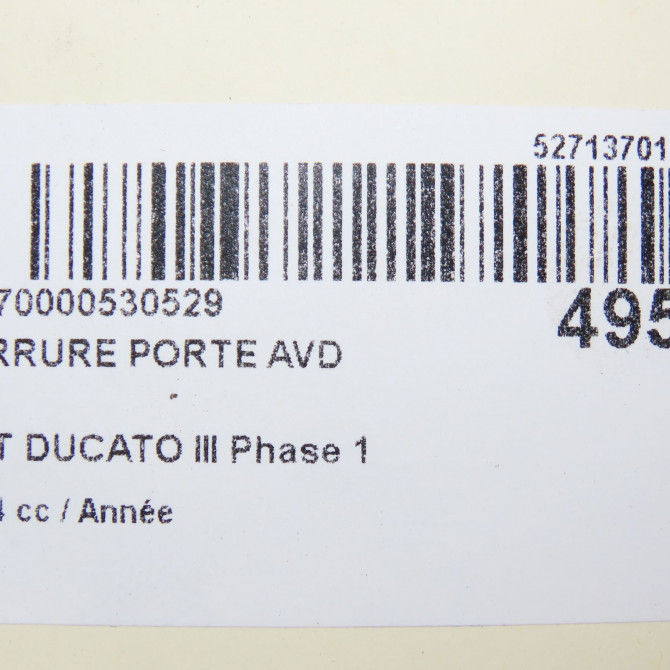 52713701
70000530529
495
RRURE PORTE AVD
T DUCATO III Phase 1
4 cc / Année